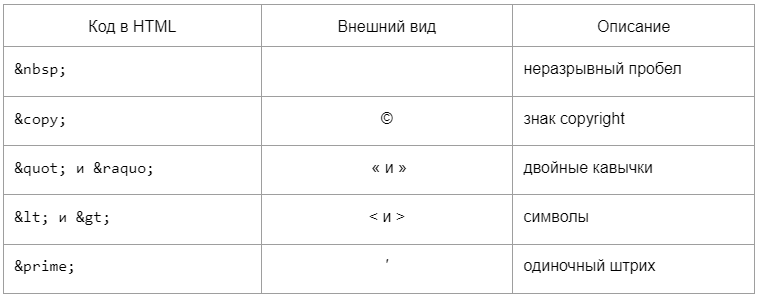 Код в HTML Внешний вид Описание
&nbsp; неразрывный пробел
&copy; © знак copyright
&quot; и &raquo; « и » двойные кавычки
&lt; и &gt; < и > символы
&prime; ′ одиночный штрих